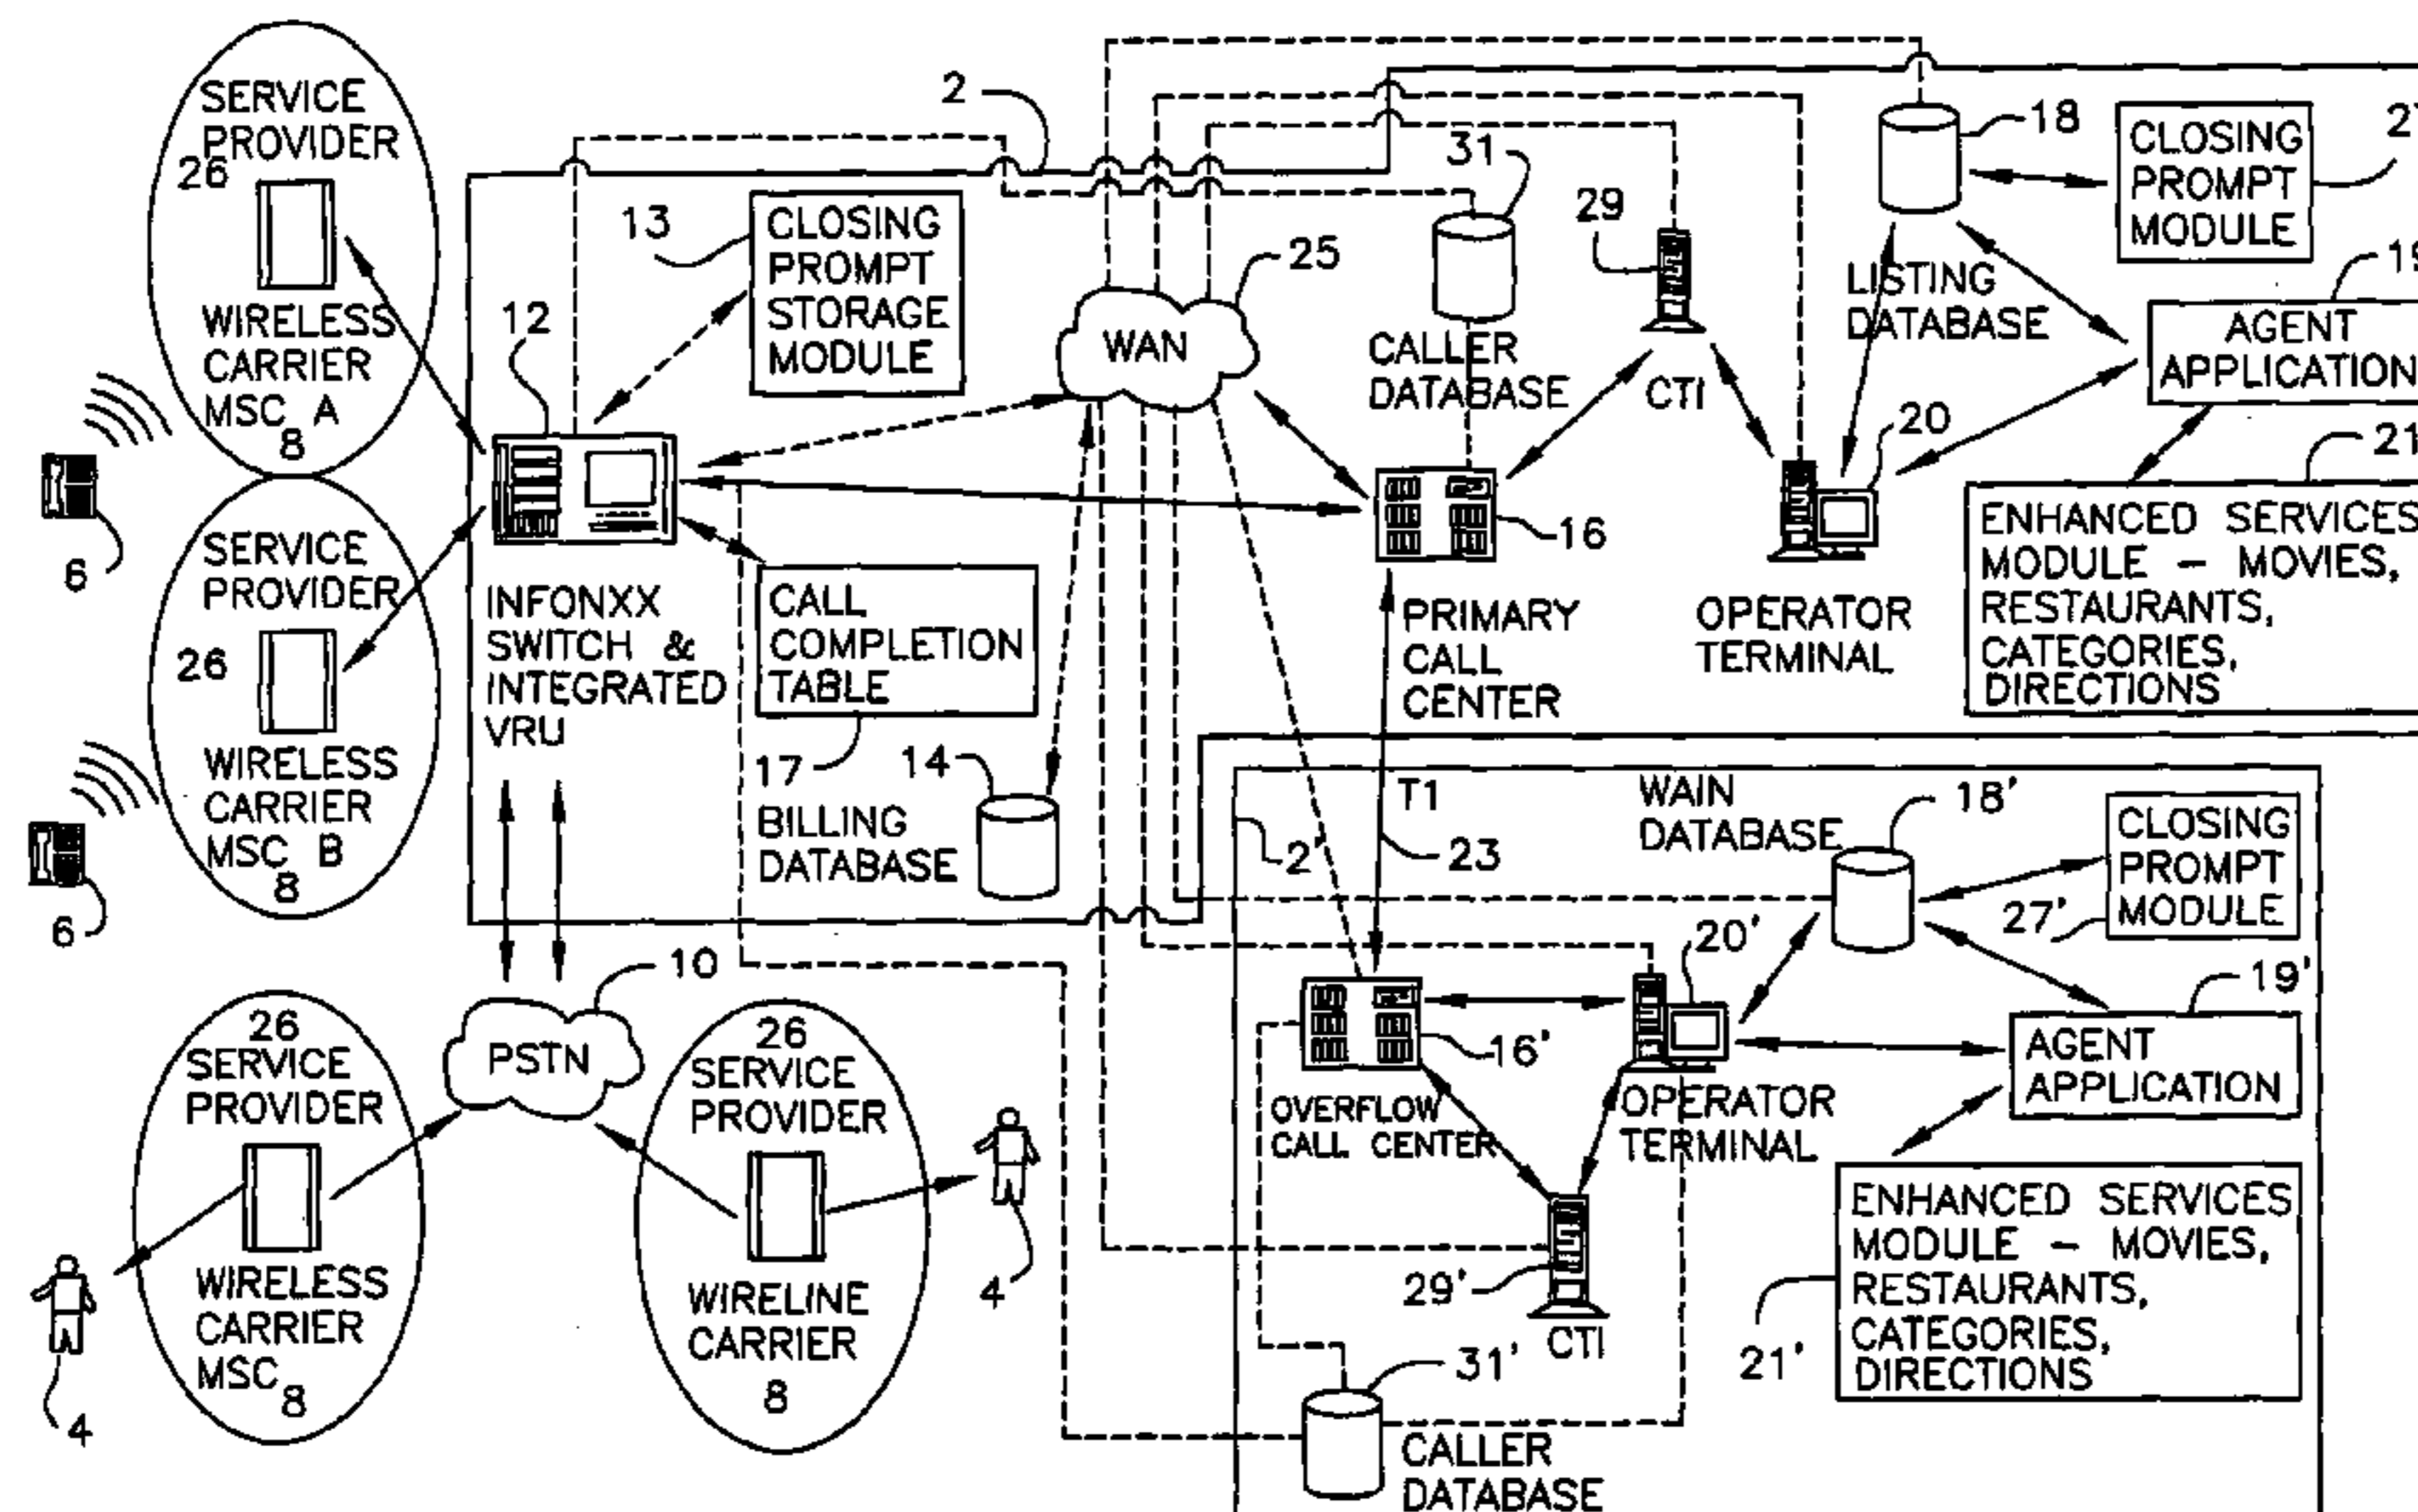 SERVICE
PROVIDER
26
WIRELESS
CARRIER
MSC A
8
6
SERVICE
PROVIDER
26
WIRELESS
CARRIER
MSC B
8
6
2
13
CLOSING
PROMPT
STORAGE
MODULE
12
INFONXX
SWITCH &
INTEGRATED
VRU
CALL
COMPLETION
TABLE
17
14
BILLING
DATABASE
WAN
25
31
CALLER
DATABASE
29
CTI
16
PRIMARY
CALL
CENTER
20
OPERATOR
TERMINAL
18
LISTING
DATABASE
CLOSING
PROMPT
MODULE
AGENT
APPLICATION
21
ENHANCED SERVICES
MODULE - MOVIES,
RESTAURANTS,
CATEGORIES,
DIRECTIONS
T1
23
2'
WAIN
DATABASE
18'
CLOSING
PROMPT
MODULE
27'
20'
19'
16'
OVERFLOW
CALL CENTER
OPERATOR
TERMINAL
AGENT
APPLICATION
29'
CTI
ENHANCED SERVICES
MODULE - MOVIES,
RESTAURANTS,
CATEGORIES,
DIRECTIONS
21'
31'
CALLER
DATABASE
10
PSTN
26
SERVICE
PROVIDER
WIRELESS
CARRIER
MSC
8
4
26
SERVICE
PROVIDER
WIRELINE
CARRIER
8
4